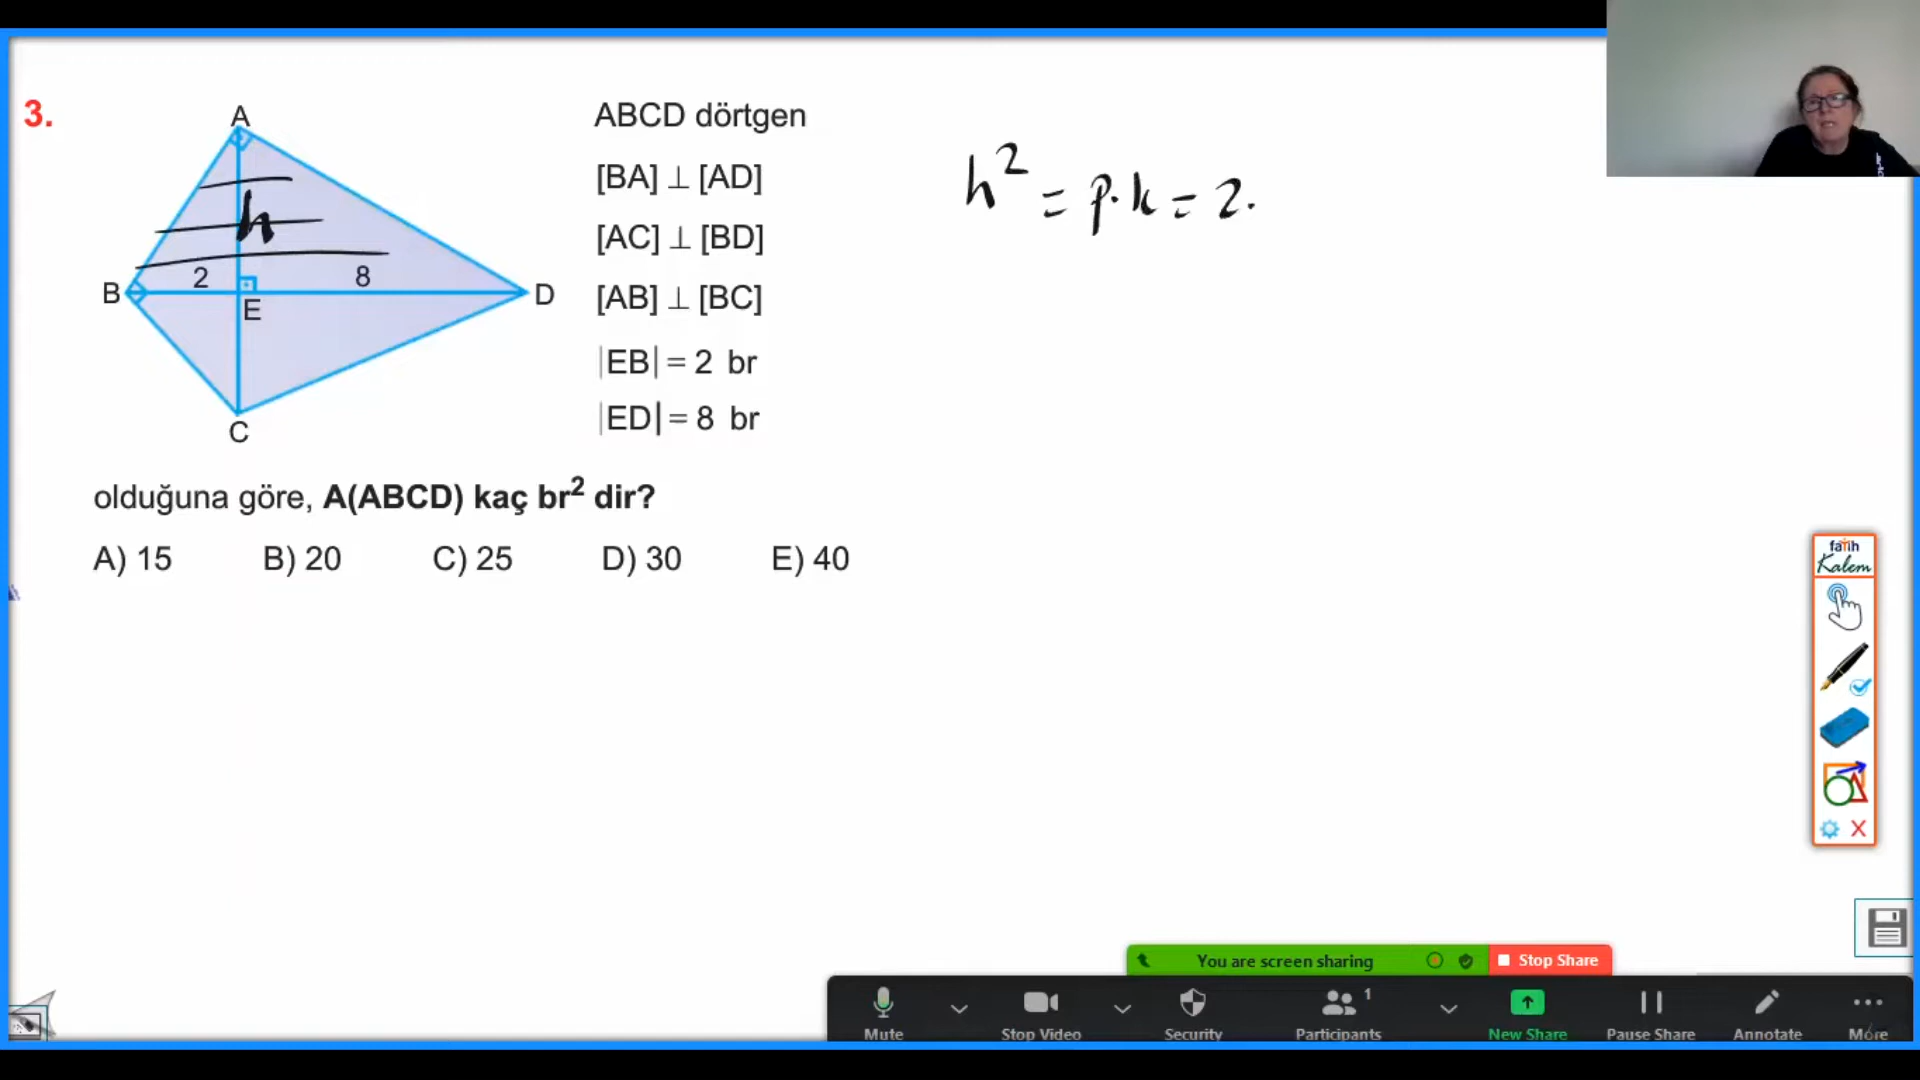 3.
A
h
2
8
B
E
D
C
ABCD dörtgen
[BA] ⊥ [AD]
[AC] ⊥ [BD]
[AB] ⊥ [BC]
|EB| = 2 br
|ED| = 8 br
h² = p.k = 2.
olduğuna göre, A(ABCD) kaç br² dir?
A) 15 B) 20 C) 25 D) 30 E) 40
fatih
Kalem
You are screen sharing
Stop Share
Mute
Stop Video
Security
Participants
1
New Share
Pause Share
Annotate
More